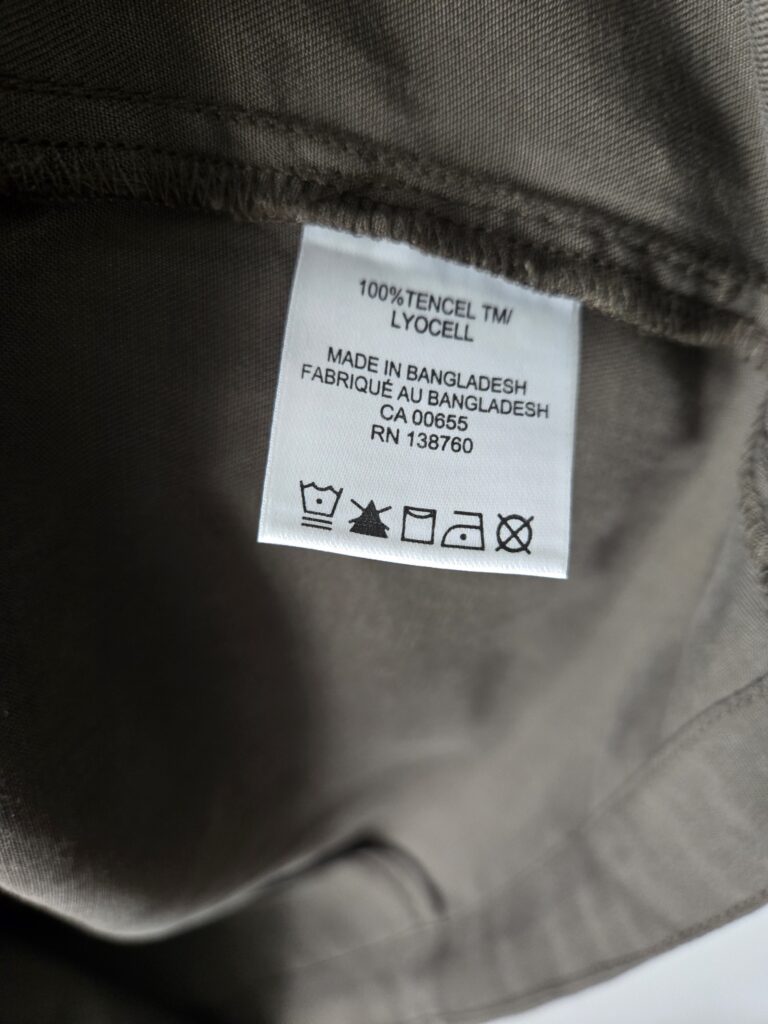 100%TENCEL TM/
LYOCELL
MADE IN BANGLADESH
FABRIQUÉ AU BANGLADESH
CA 00655
RN 138760